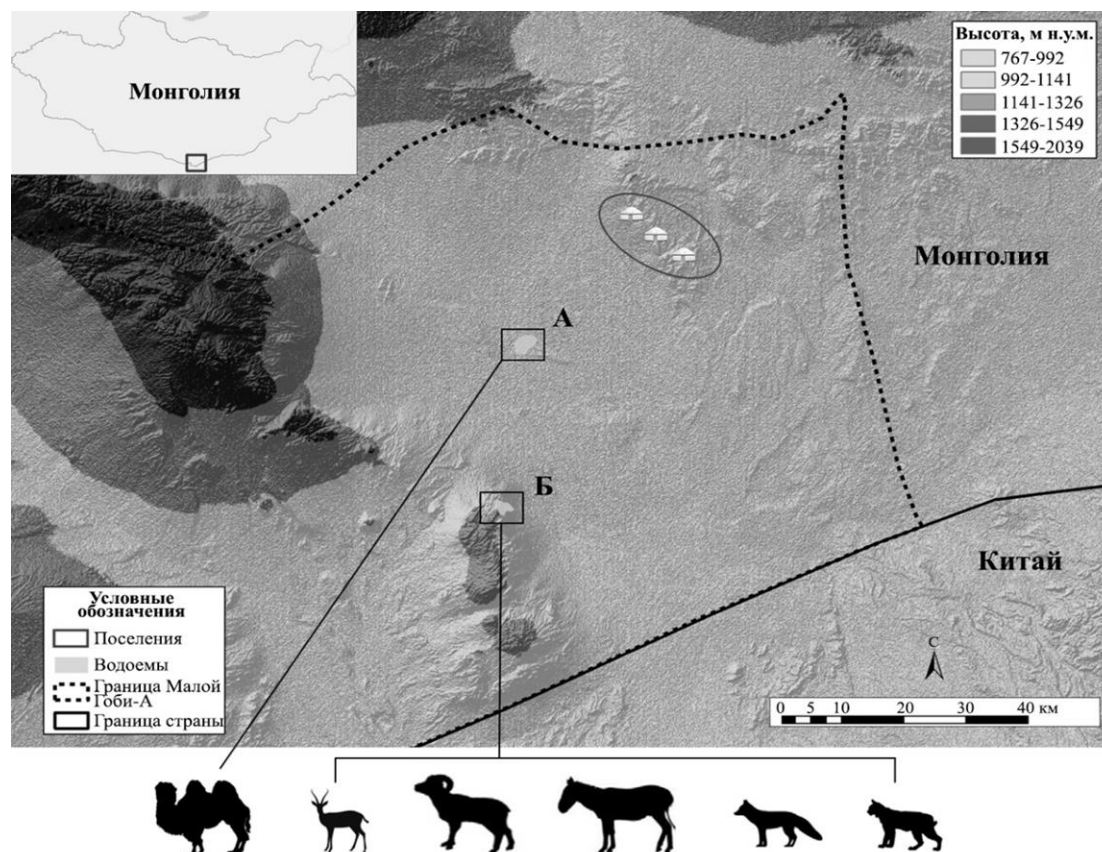 Монголия
Высота, м н.у.м.
767-992
992-1141
1141-1326
1326-1549
1549-2039
Монголия
А
Б
Китай
Условные
обозначения
Поселения
Водоемы
Граница Малой
Гоби-А
Граница страны
С
0 5 10 20 30 40 км